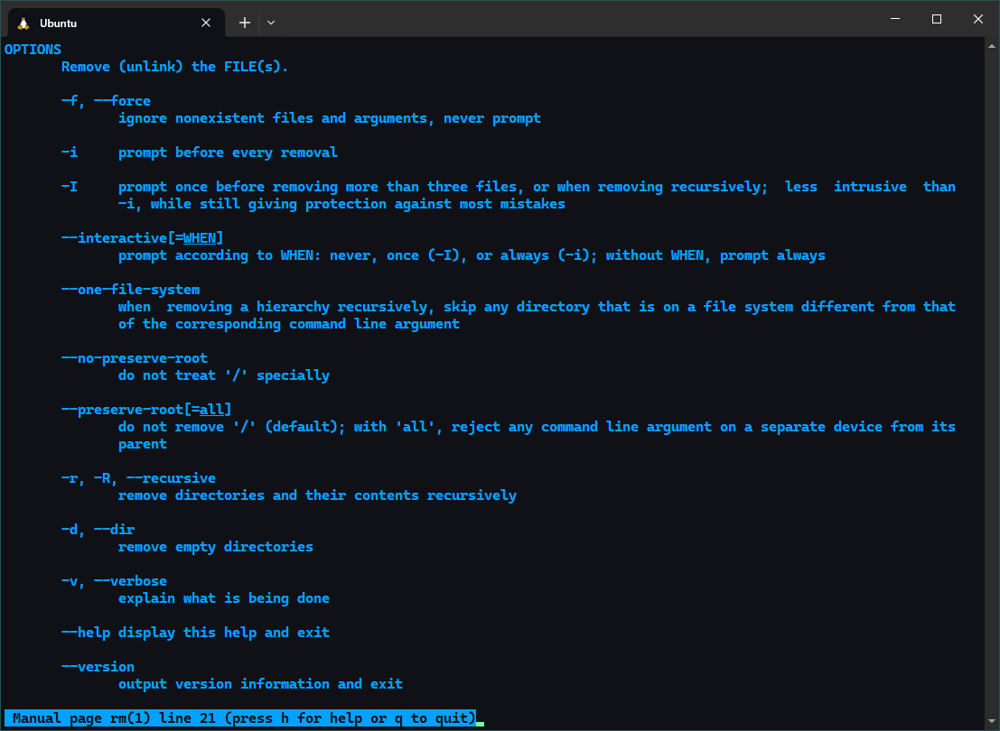 Ubuntu
OPTIONS
Remove (unlink) the FILE(s).
-f, --force
ignore nonexistent files and arguments, never prompt
-i     prompt before every removal
-I     prompt once before removing more than three files, or when removing recursively;  less  intrusive  than
-i, while still giving protection against most mistakes
--interactive[=WHEN]
prompt according to WHEN: never, once (-I), or always (-i); without WHEN, prompt always
--one-file-system
when  removing a hierarchy recursively, skip any directory that is on a file system different from that
of the corresponding command line argument
--no-preserve-root
do not treat '/' specially
--preserve-root[=all]
do not remove '/' (default); with 'all', reject any command line argument on a separate device from its
parent
-r, -R, --recursive
remove directories and their contents recursively
-d, --dir
remove empty directories
-v, --verbose
explain what is being done
--help display this help and exit
--version
output version information and exit
Manual page rm(1) line 21 (press h for help or q to quit)